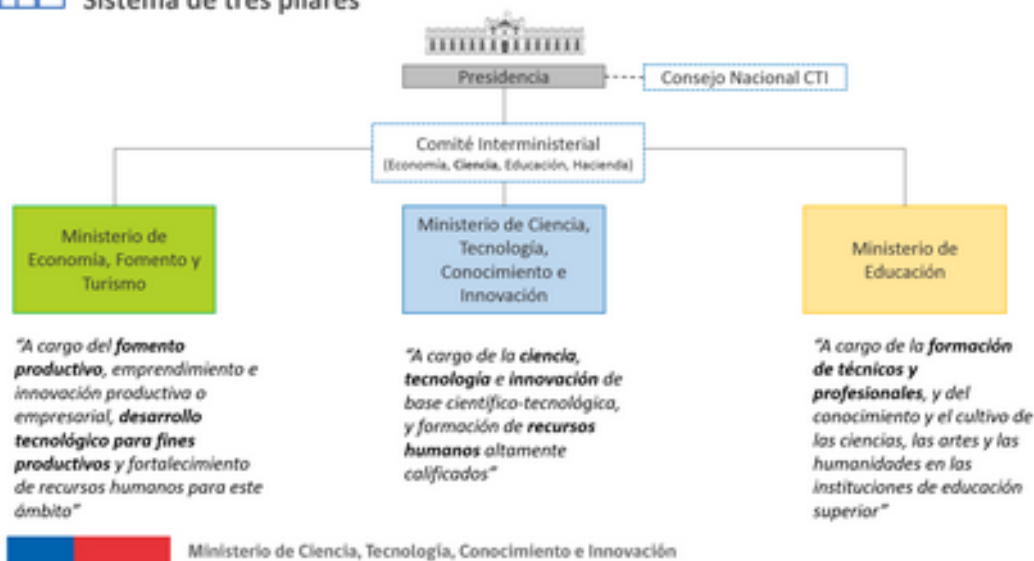 Sistema de tres pilares
Presidencia
Consejo Nacional CTI
Comité Interministerial
(Economía, Ciencia, Educación, Hacienda)
Ministerio de
Economía, Fomento y
Turismo
Ministerio de Ciencia,
Tecnología,
Conocimiento e
Innovación
Ministerio de
Educación
"A cargo del fomento
productivo, emprendimiento e
innovación productiva o
empresarial, desarrollo
tecnológico para fines
productivos y fortalecimiento
de recursos humanos para este
ámbito"
"A cargo de la ciencia,
tecnología e innovación de
base científico-tecnológica,
y formación de recursos
humanos altamente
calificados"
"A cargo de la formación
de técnicos y
profesionales, y del
conocimiento y el cultivo de
las ciencias, las artes y las
humanidades en las
instituciones de educación
superior"
Ministerio de Ciencia, Tecnología, Conocimiento e Innovación